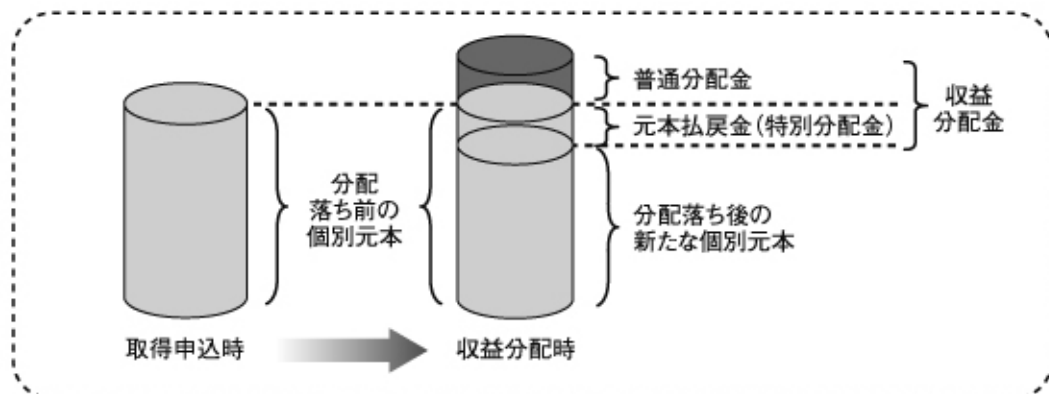 普通分配金
収益
分配金
元本払戻金(特別分配金)
分配
落ち前の
個別元本
分配落ち後の
新たな個別元本
取得申込時
収益分配時